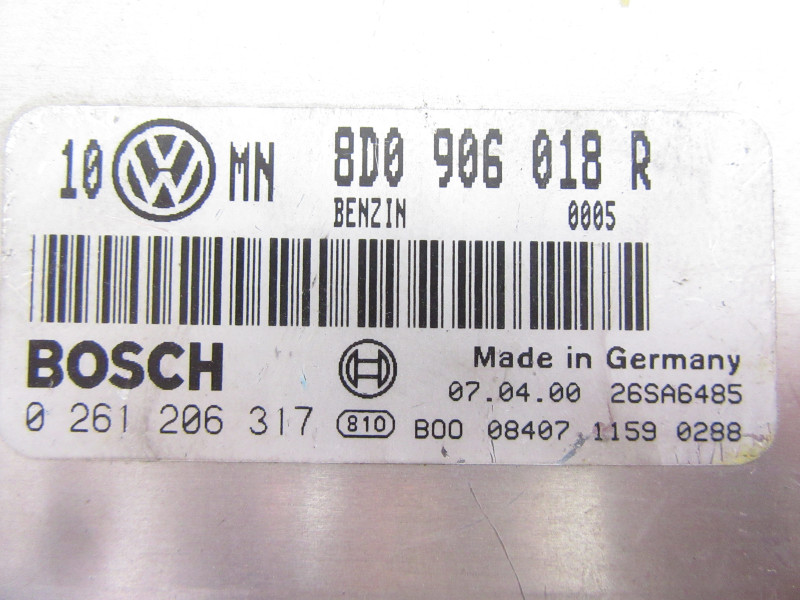 10 VW MN 8D0 906 018 R
BENZIN 0005
BOSCH Made in Germany
07.04.00 26SA6485
0 261 206 317 810 B00 08407 1159 0288